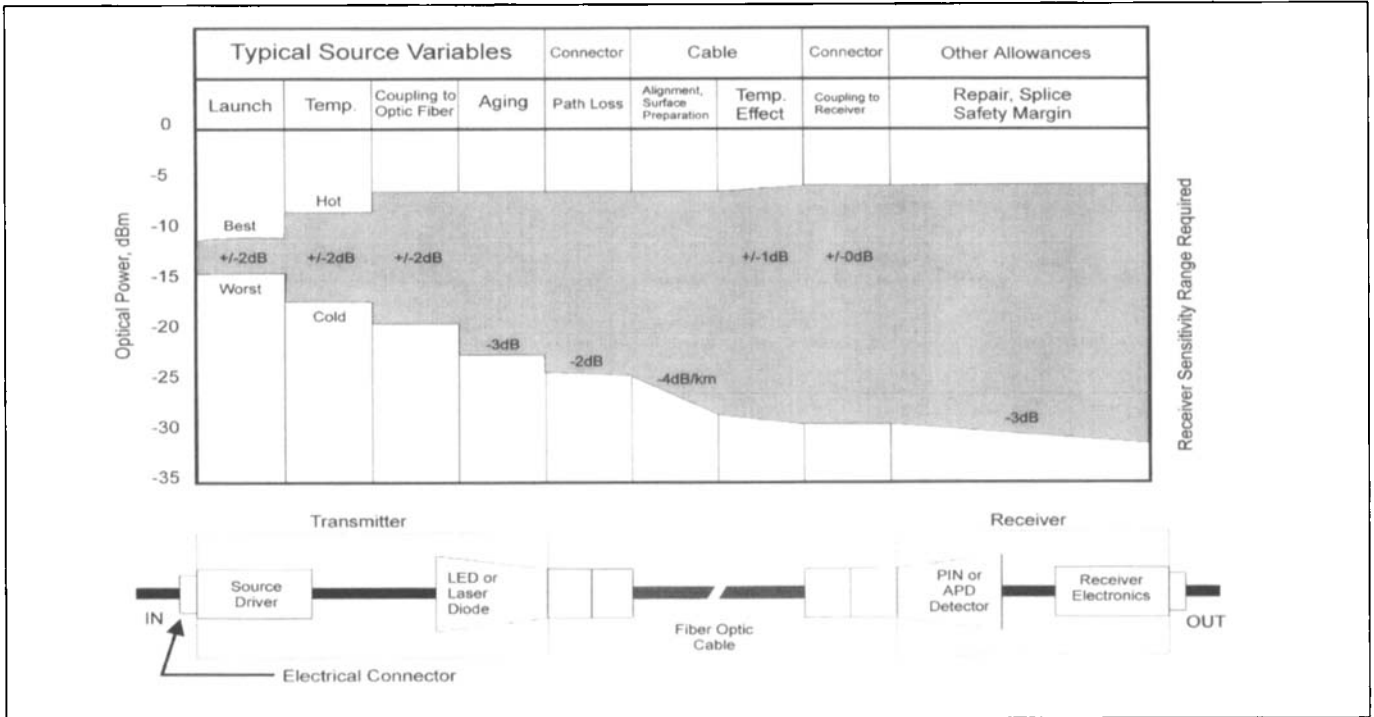 Typical Source Variables
Connector
Cable
Connector
Other Allowances
Launch
Temp.
Coupling to
Optic Fiber
Aging
Path Loss
Alignment,
Surface
Preparation
Temp.
Effect
Coupling to
Receiver
Repair, Splice
Safety Margin
0
-5
-10
-15
-20
-25
-30
-35
Optical Power, dBm
Best
+/-2dB
Worst
Hot
+/-2dB
Cold
+/-2dB
-3dB
-2dB
-4dB/km
+/-1dB
+/-0dB
-3dB
Receiver Sensitivity Range Required
Transmitter
Receiver
IN
Source
Driver
LED or
Laser
Diode
Fiber Optic
Cable
PIN or
APD
Detector
Receiver
Electronics
OUT
Electrical Connector